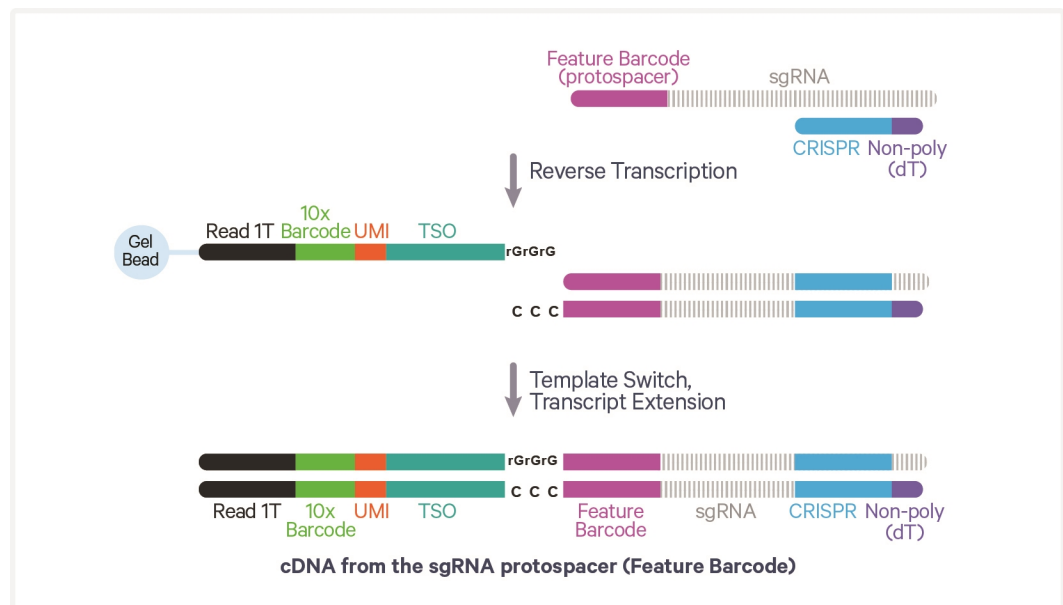 Feature Barcode
(protospacer)
sgRNA
CRISPR Non-poly
(dT)
Reverse Transcription
Gel
Bead
Read 1T
10x
Barcode
UMI
TSO
rGrGrG
C C C
Template Switch,
Transcript Extension
rGrGrG
C C C
Read 1T
10x
Barcode
UMI
TSO
Feature
Barcode
sgRNA
CRISPR
Non-poly
(dT)
cDNA from the sgRNA protospacer (Feature Barcode)